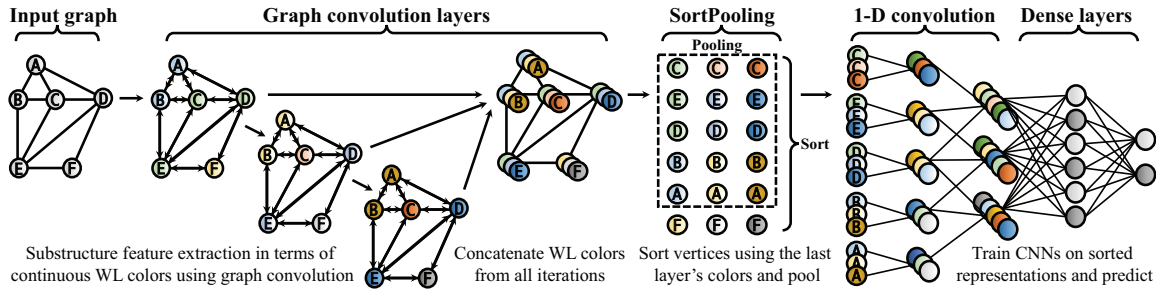 Input graph
Graph convolution layers
SortPooling
1-D convolution
Dense layers
A
B C D
E F
A
B C D
E F
A
B C D
E F
A
B C D
E F
A
B C D
E F
Pooling
C C C
E E E
D D D
B B B
A A A
F F F
Sort
C
C
C
E
E
E
D
D
D
B
B
B
A
A
A
Substructure feature extraction in terms of
continuous WL colors using graph convolution
Concatenate WL colors
from all iterations
Sort vertices using the last
layer's colors and pool
Train CNNs on sorted
representations and predict